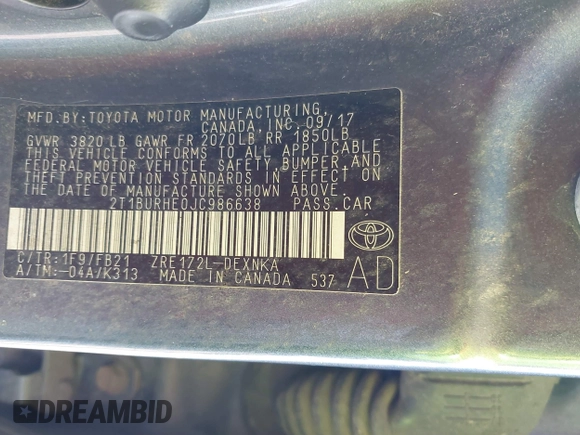 MFD.BY:TOYOTA MOTOR MANUFACTURING,
CANADA, INC. 09/17
GVWR 3820 LB GAWR FR 2070LB RR 1850LB
THIS VEHICLE CONFORMS TO ALL APPLICABLE
FEDERAL MOTOR VEHICLE SAFETY, BUMPER, AND
THEFT PREVENTION STANDARDS IN EFFECT ON
THE DATE OF MANUFACTURE SHOWN ABOVE.
2T1BURHE0JC986638 PASS.CAR
C/TR:1F9/FB21 ZRE172L-DEXNKA
A/TM:-04A/K313 MADE IN CANADA 537
AD
DREAMBID